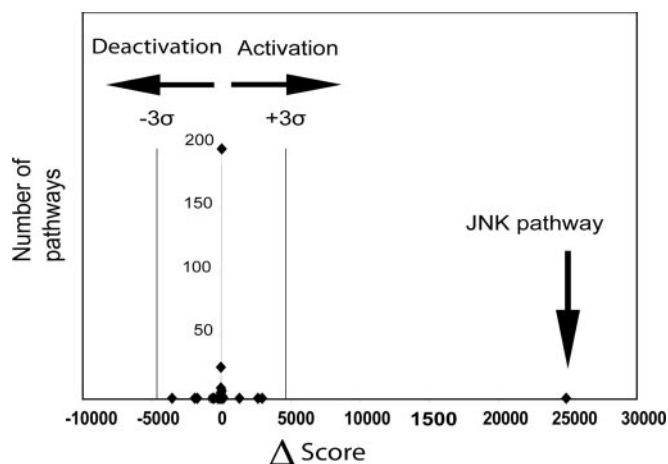 Deactivation Activation
-3σ +3σ
200
150
JNK pathway
100
50
Number of
pathways
-10000 -5000 0 5000 10000 1500 20000 25000 30000
Δ Score